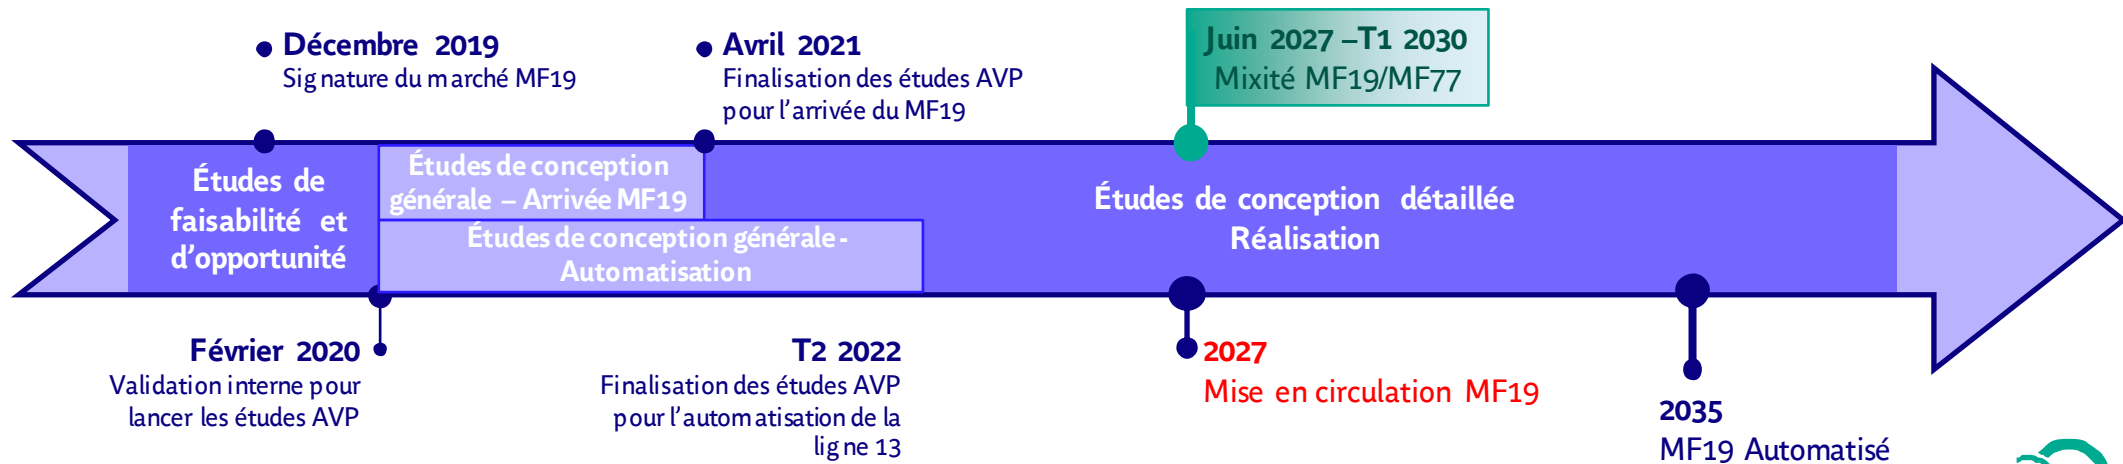 Décembre 2019
Signature du marché MF19
Avril 2021
Finalisation des études AVP
pour l'arrivée du MF19
Juin 2027 –T1 2030
Mixité MF19/MF77
Études de
faisabilité et
d'opportunité
Études de conception
générale – Arrivée MF19
Études de conception générale -
Automatisation
Études de conception détaillée
Réalisation
Février 2020
Validation interne pour
lancer les études AVP
T2 2022
Finalisation des études AVP
pour l'automatisation de la
ligne 13
2027
Mise en circulation MF19
2035
MF19 Automatisé